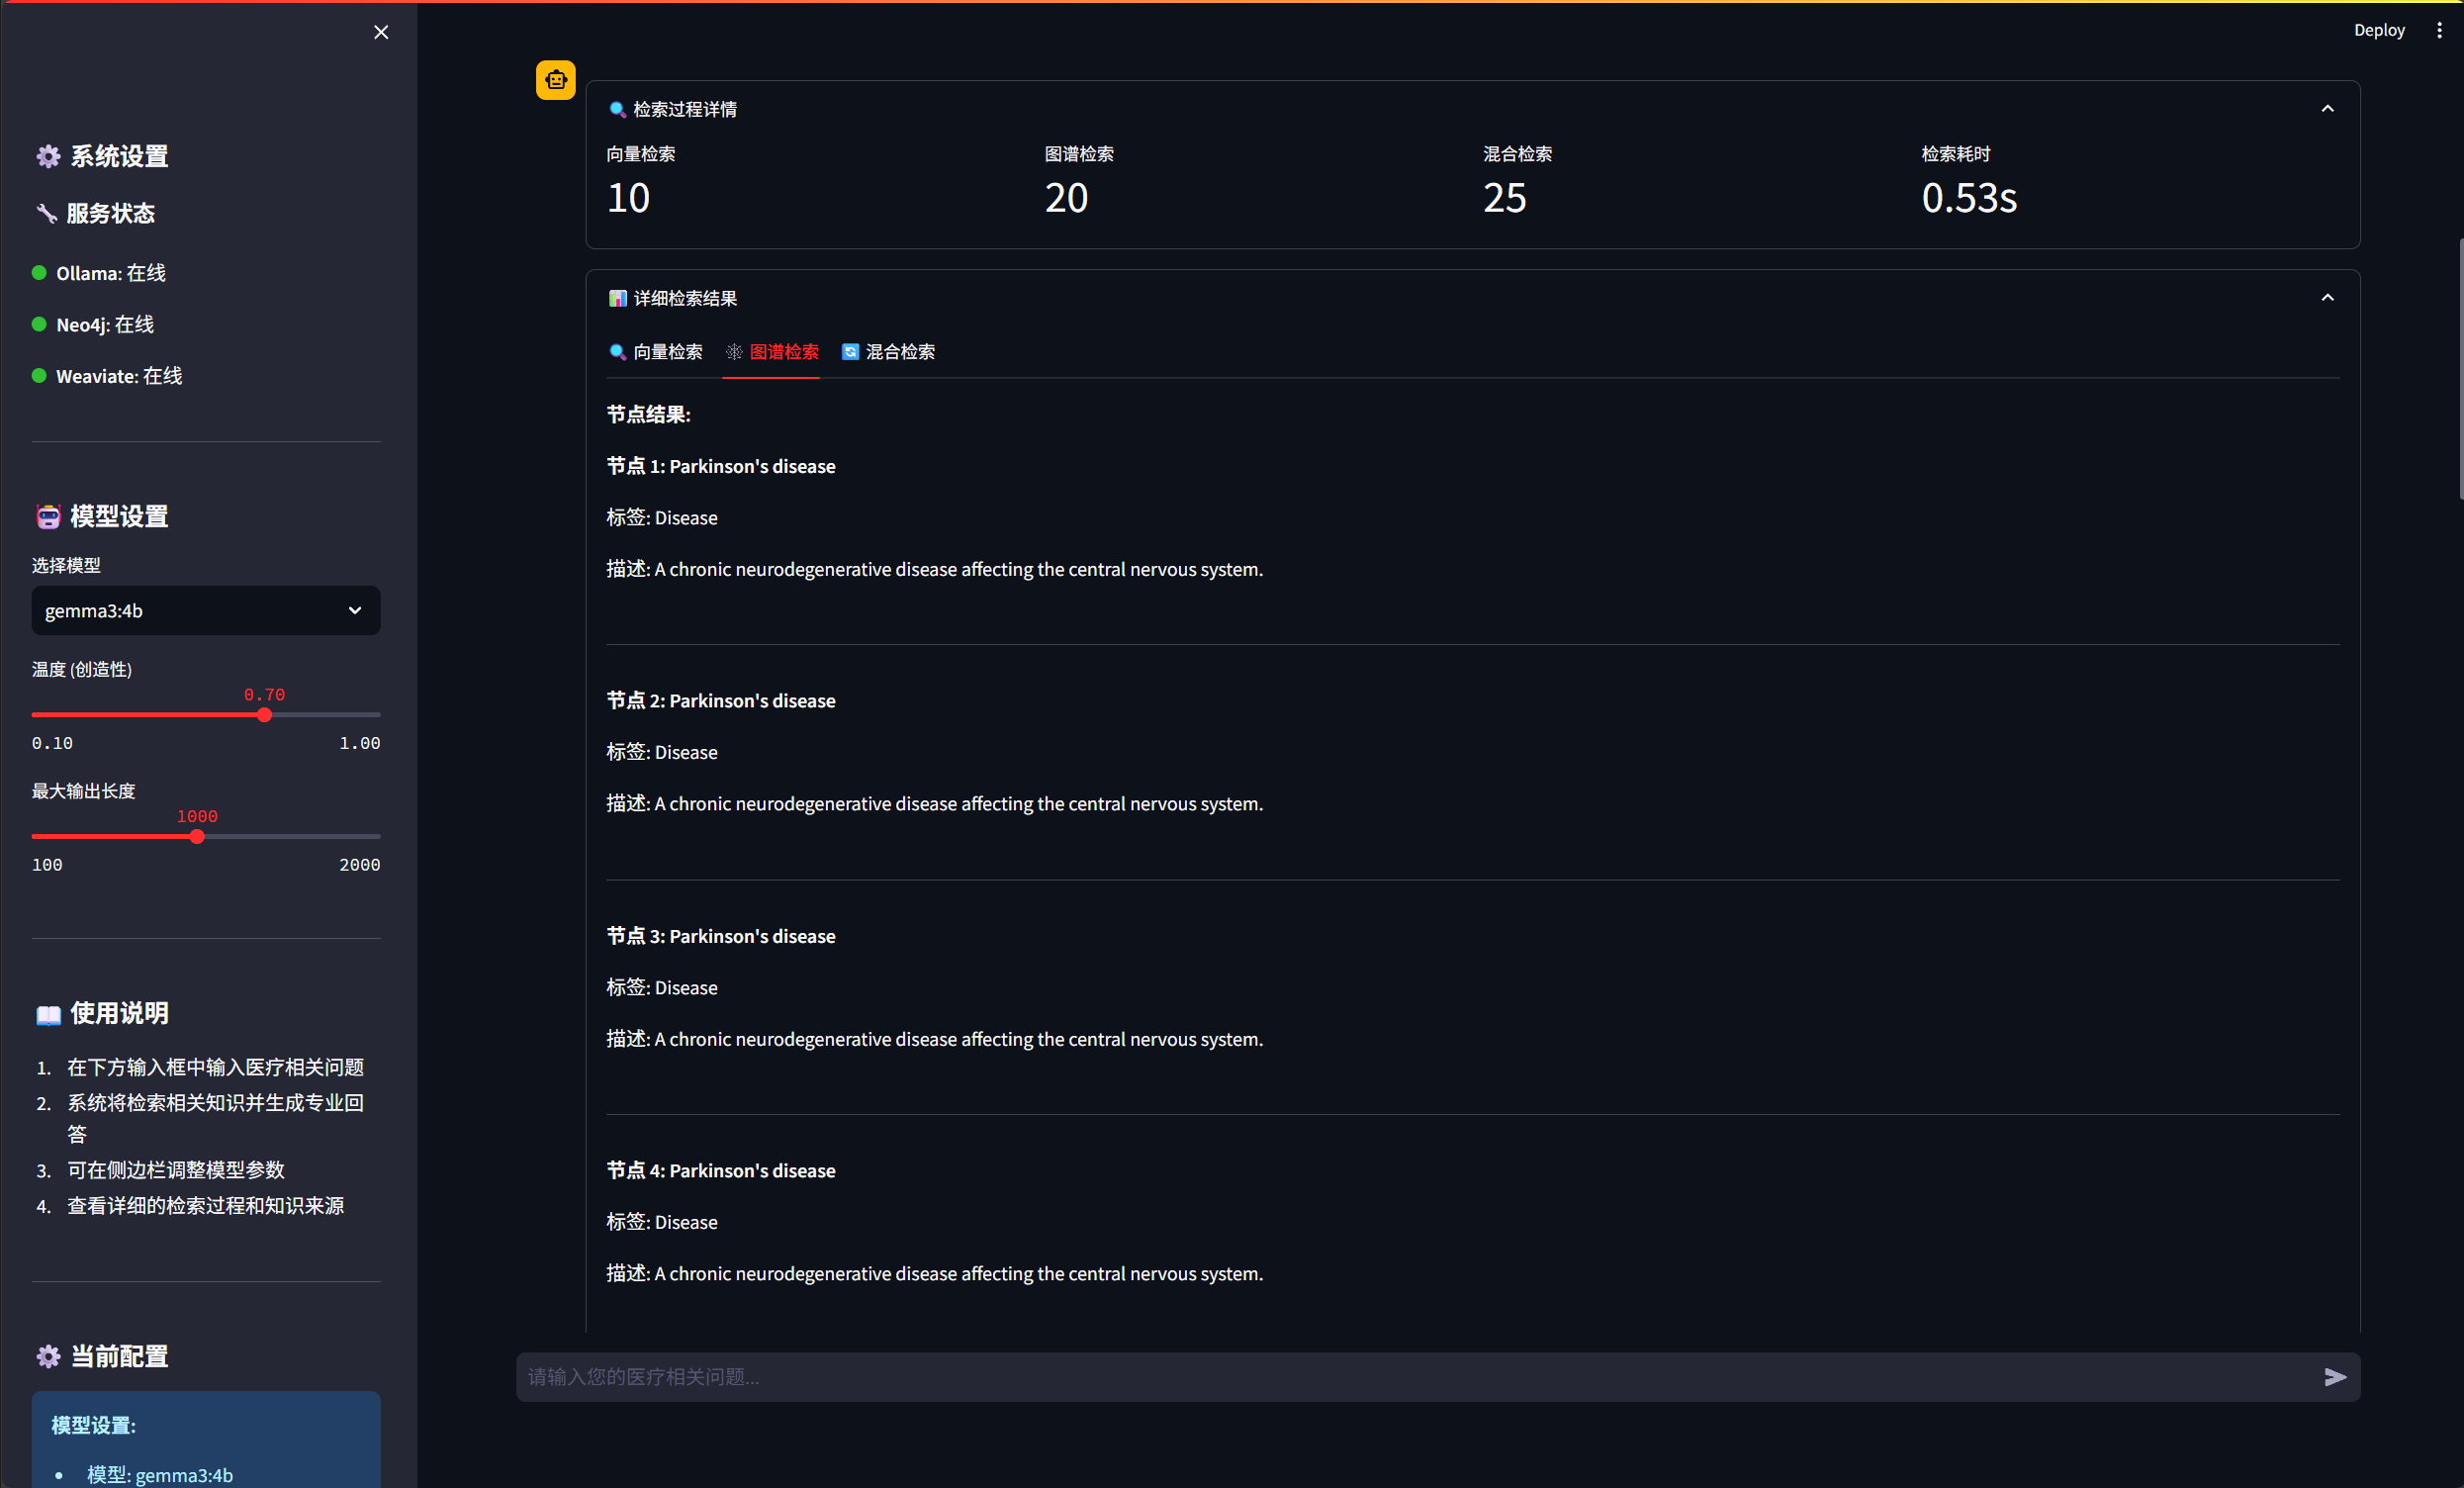 Deploy
系统设置
服务状态
Ollama: 在线
Neo4j: 在线
Weaviate: 在线
模型设置
选择模型
gemma3:4b
温度 (创造性)
0.70
0.10 1.00
最大输出长度
1000
100 2000
使用说明
1. 在下方输入框中输入医疗相关问题
2. 系统将检索相关知识并生成专业回
答
3. 可在侧边栏调整模型参数
4. 查看详细的检索过程和知识来源
当前配置
模型设置:
• 模型: gemma3:4b
检索过程详情
向量检索 图谱检索 混合检索 检索耗时
10 20 25 0.53s
详细检索结果
向量检索 图谱检索 混合检索
节点结果:
节点 1: Parkinson's disease
标签: Disease
描述: A chronic neurodegenerative disease affecting the central nervous system.
节点 2: Parkinson's disease
标签: Disease
描述: A chronic neurodegenerative disease affecting the central nervous system.
节点 3: Parkinson's disease
标签: Disease
描述: A chronic neurodegenerative disease affecting the central nervous system.
节点 4: Parkinson's disease
标签: Disease
描述: A chronic neurodegenerative disease affecting the central nervous system.
请输入您的医疗相关问题...